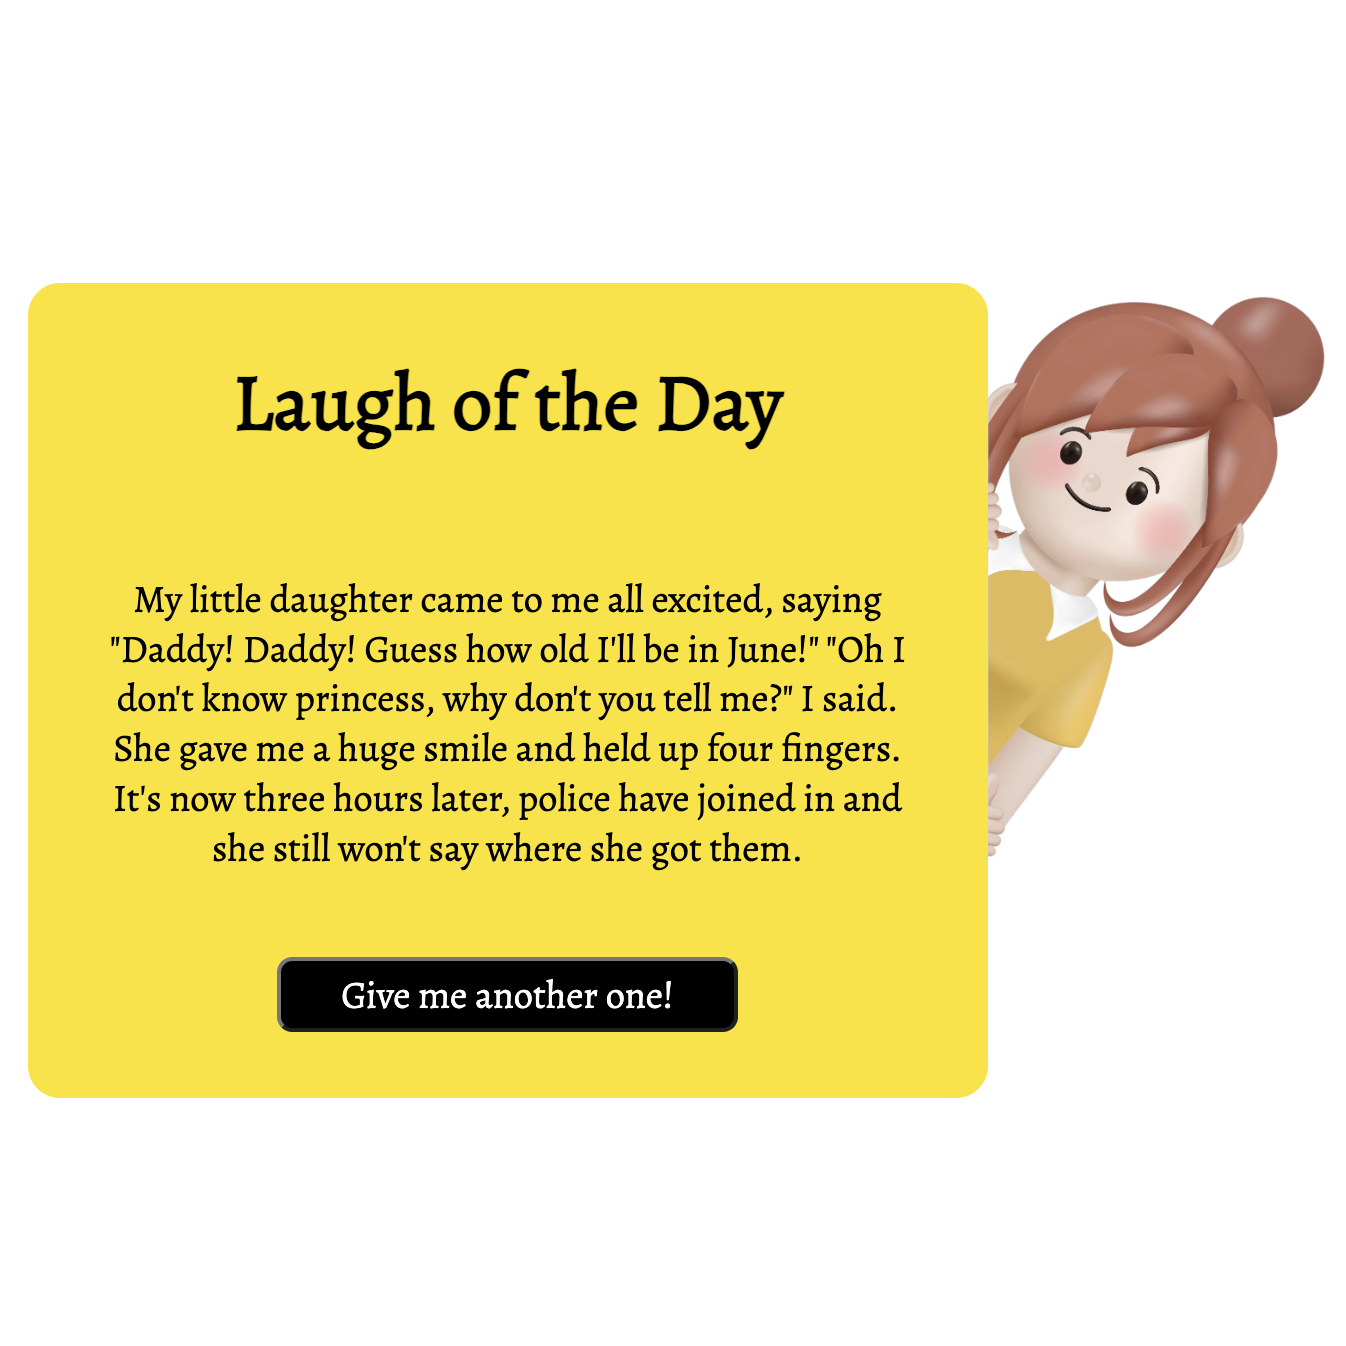 Laugh of the Day
My little daughter came to me all excited, saying
"Daddy! Daddy! Guess how old I'll be in June!" "Oh I
don't know princess, why don't you tell me?" I said.
She gave me a huge smile and held up four fingers.
It's now three hours later, police have joined in and
she still won't say where she got them.
Give me another one!